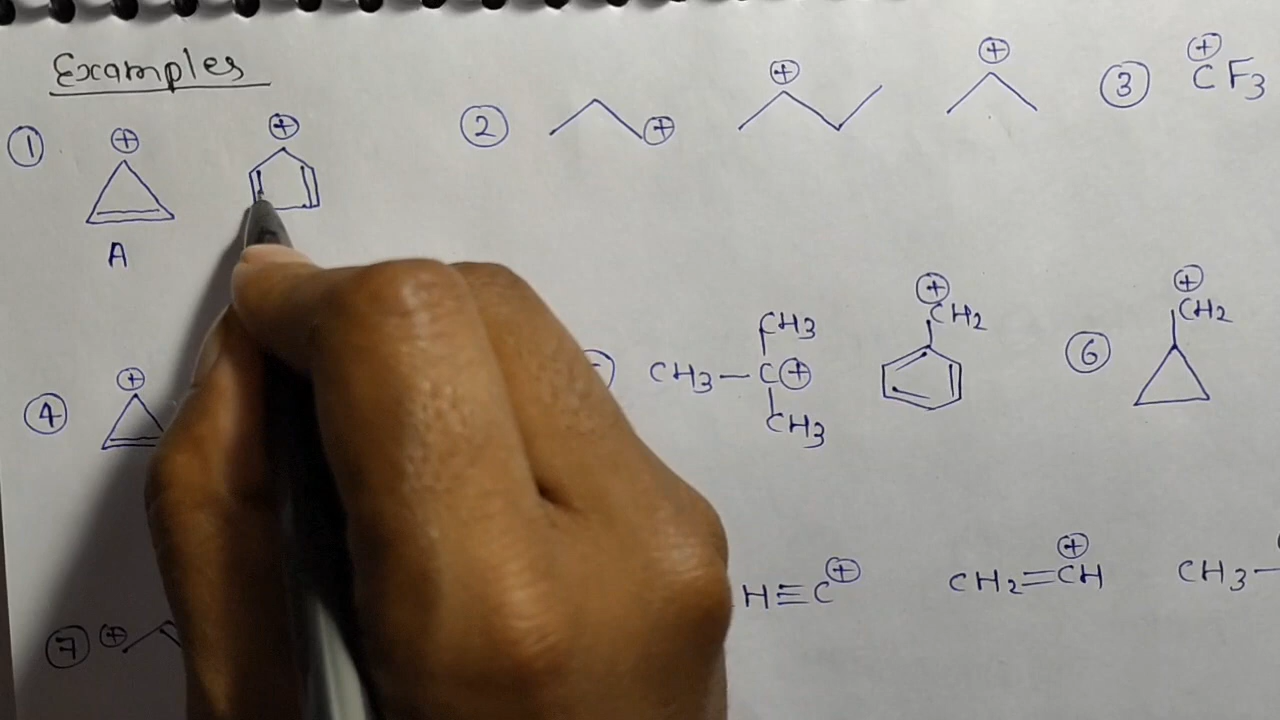 Examples
① ⊕ ⊕
A
② ⊕ ⊕ ⊕
③ ⊕
CF3
④ ⊕
CH3
CH3–C⊕
CH3
⊕
CH2
⑥ ⊕
CH2
⑦ ⊕
H≡C⊕
CH2=CH
⊕
CH3–